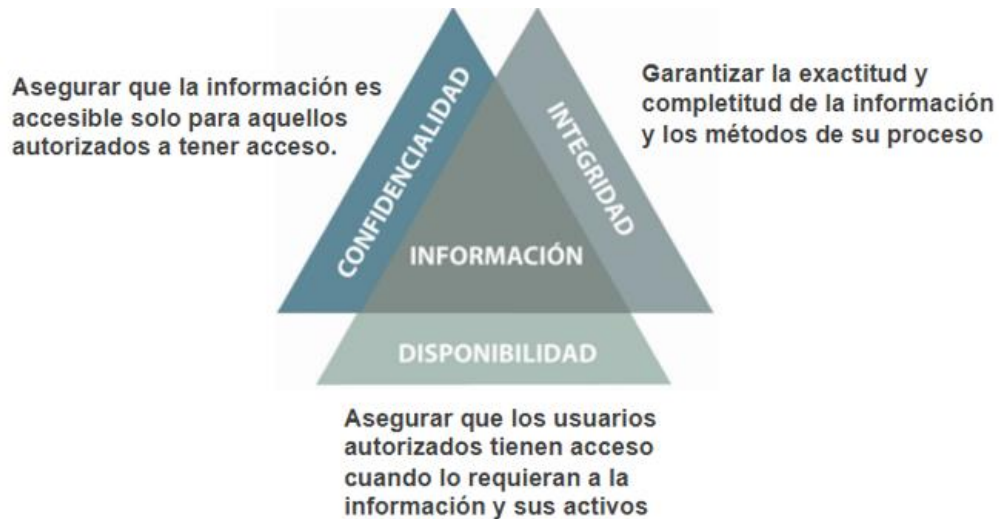 Asegurar que la información es
accesible solo para aquellos
autorizados a tener acceso.
Garantizar la exactitud y
completitud de la información
y los métodos de su proceso
CONFIDENCIALIDAD
INTEGRIDAD
INFORMACIÓN
DISPONIBILIDAD
Asegurar que los usuarios
autorizados tienen acceso
cuando lo requieran a la
información y sus activos